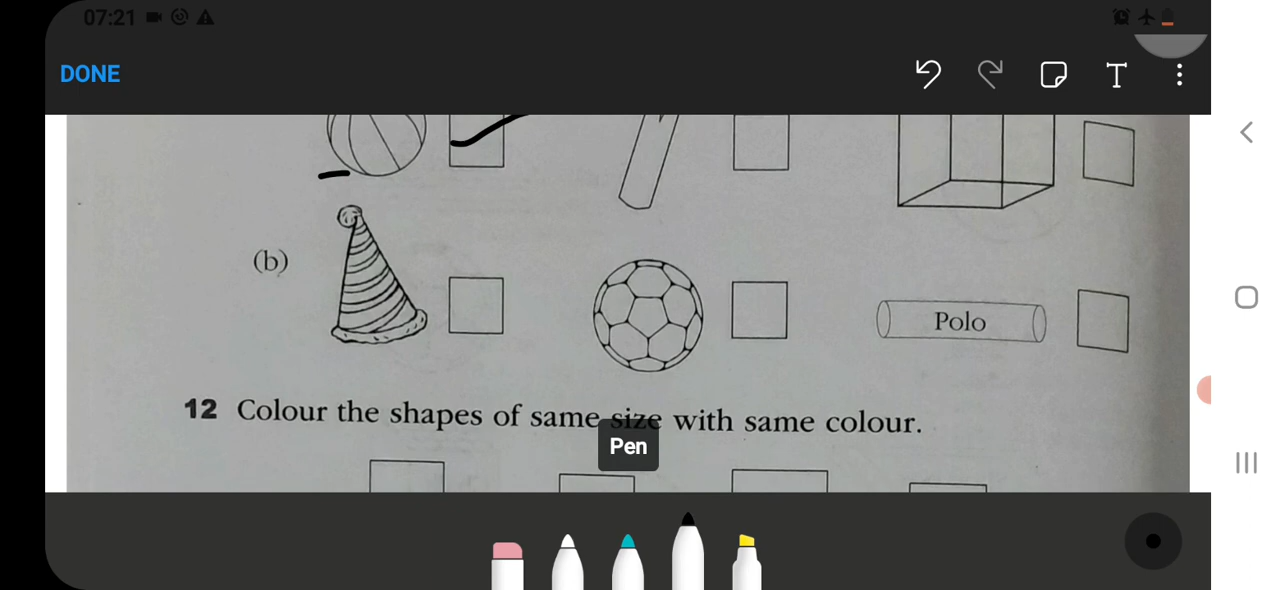 07:21
DONE
T
(b)
Polo
12 Colour the shapes of same size with same colour.
Pen